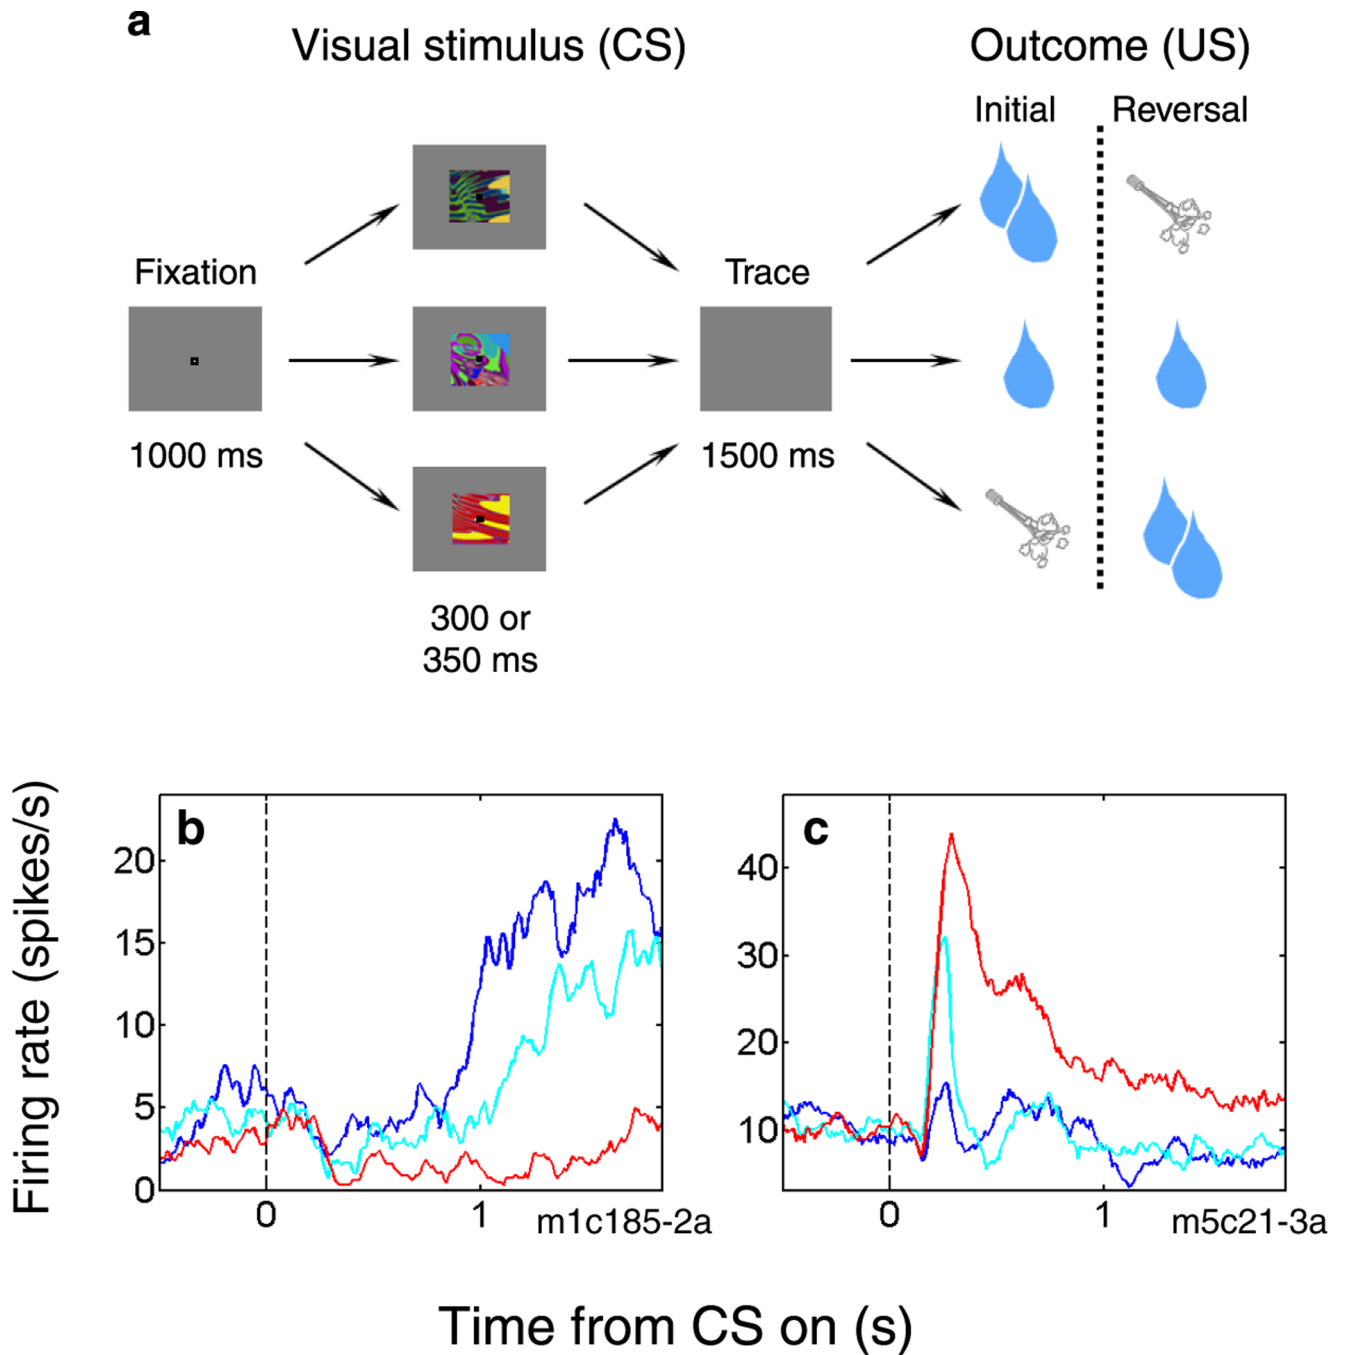 a
Visual stimulus (CS)
Outcome (US)
Initial
Reversal
Fixation
Trace
1000 ms
1500 ms
300 or
350 ms
Firing rate (spikes/s)
b
20
15
10
5
0
0
1
m1c185-2a
c
40
30
20
10
0
1
m5c21-3a
Time from CS on (s)